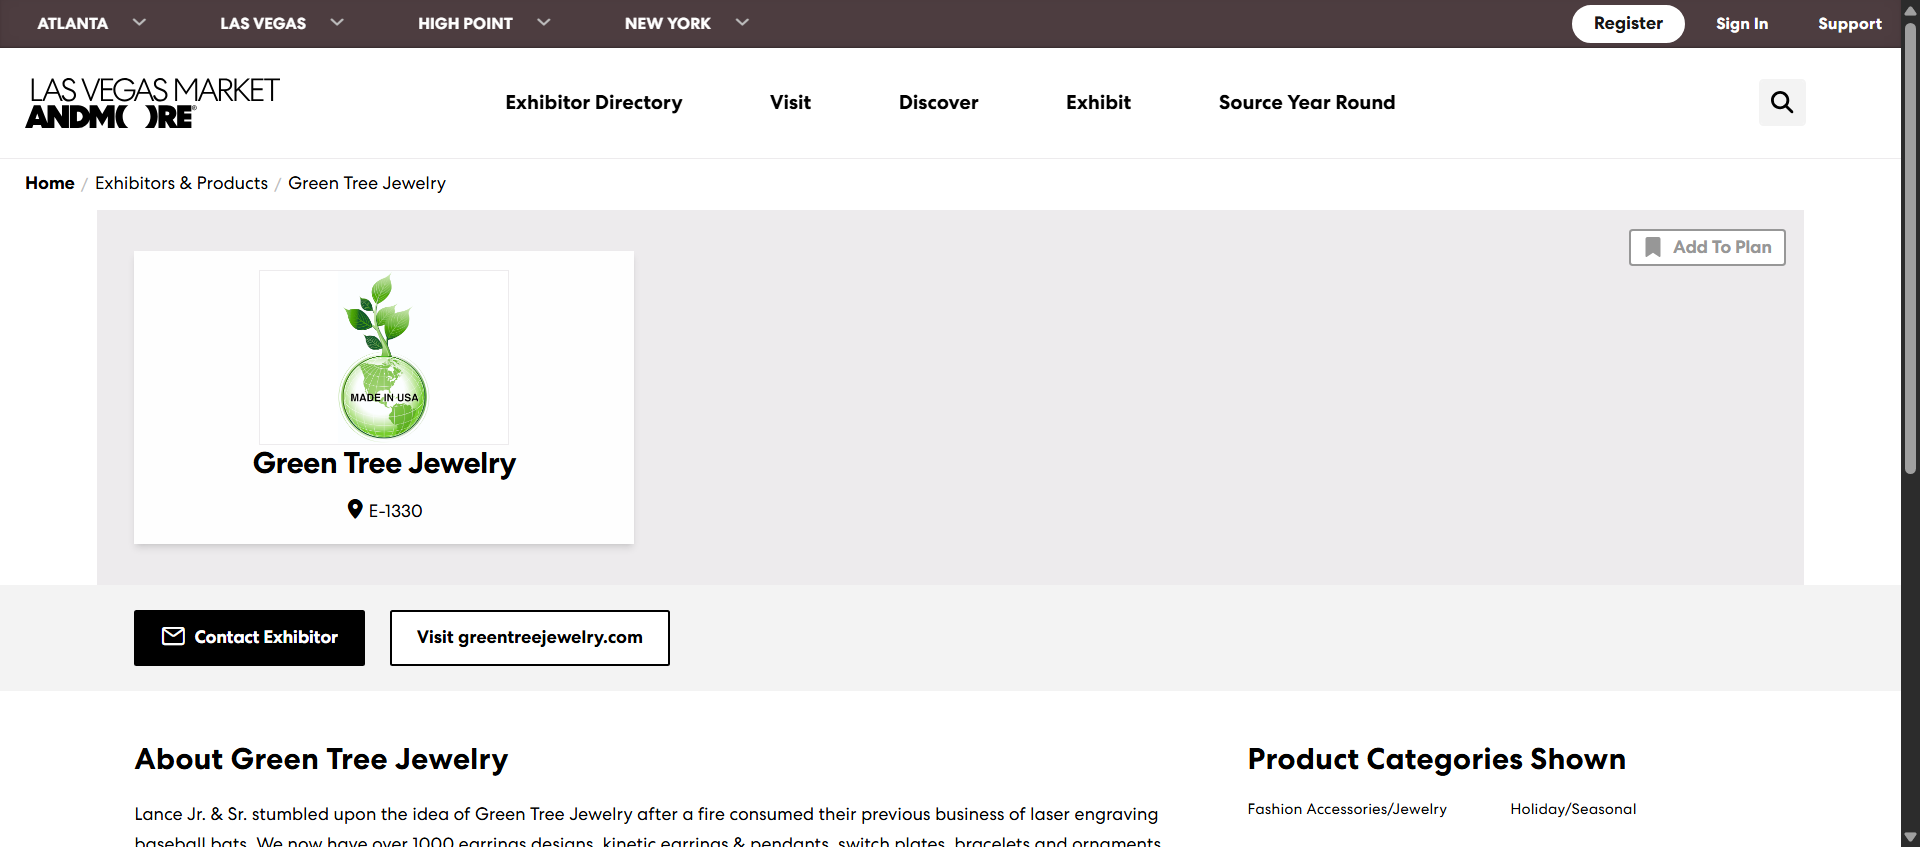 ATLANTA LAS VEGAS HIGH POINT NEW YORK Register Sign In Support
LAS VEGAS MARKET
ANDMORE®
Exhibitor Directory Visit Discover Exhibit Source Year Round
Home / Exhibitors & Products / Green Tree Jewelry
Add To Plan
MADE IN USA
Green Tree Jewelry
E-1330
Contact Exhibitor Visit greentreejewelry.com
About Green Tree Jewelry
Lance Jr. & Sr. stumbled upon the idea of Green Tree Jewelry after a fire consumed their previous business of laser engraving
baseball bats. We now have over 1000 earrings designs, kinetic earrings & pendants, switch plates, bracelets and ornaments
Product Categories Shown
Fashion Accessories/Jewelry Holiday/Seasonal